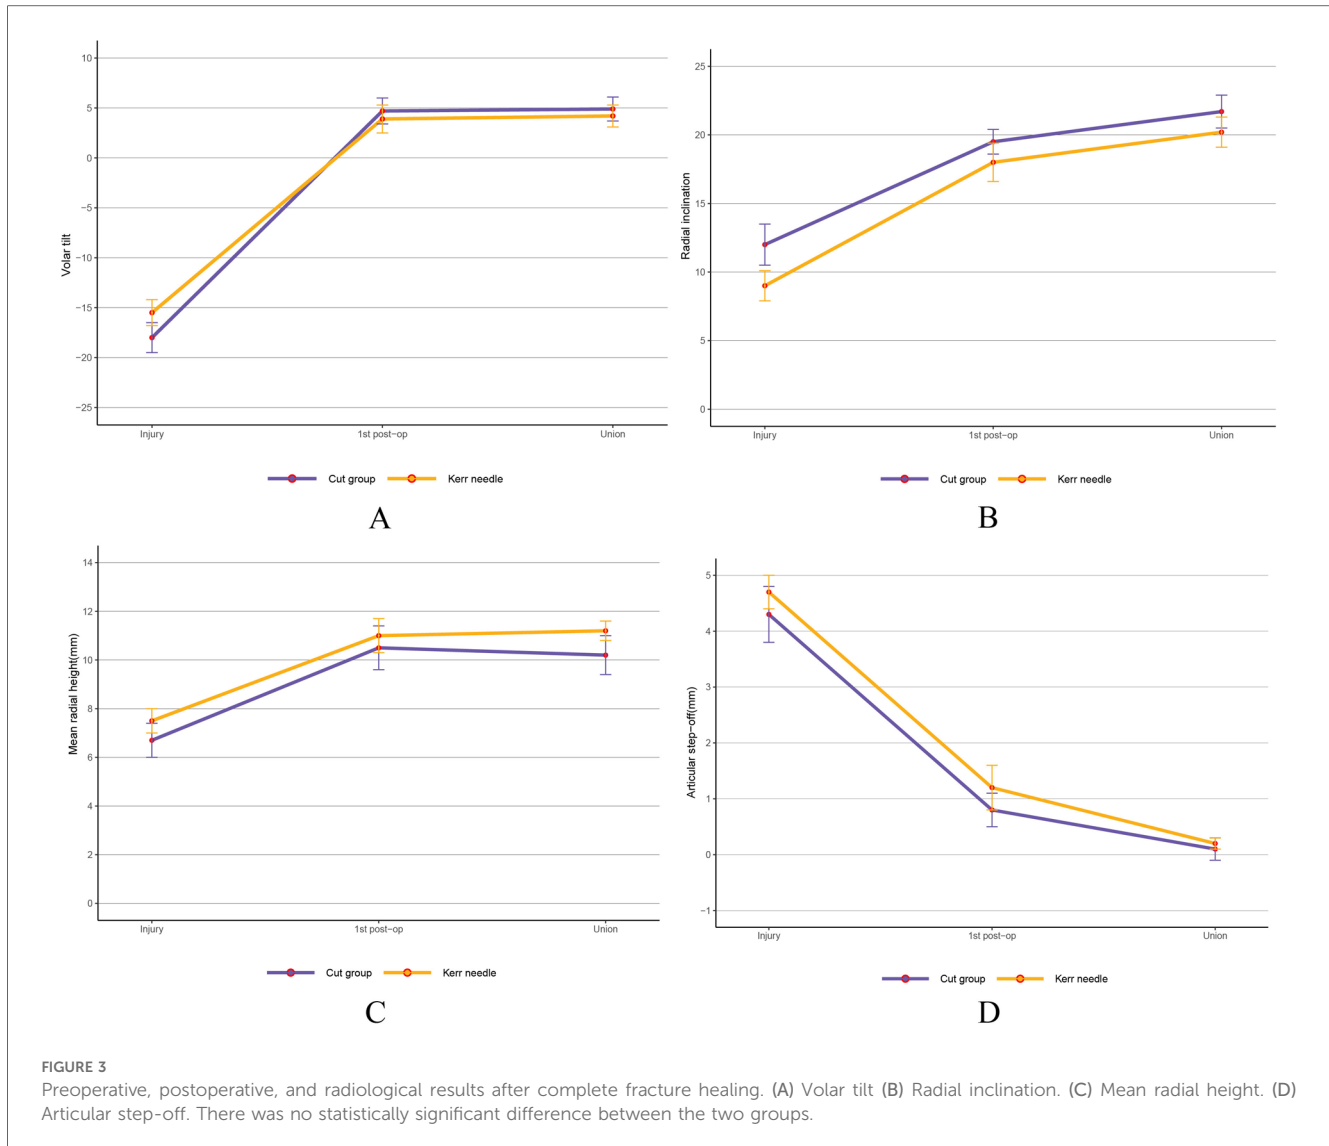 10
5
0
−5
−10
−15
−20
−25
Volar tilt
Injury 1st post−op Union
Cut group Kerr needle
A
25
20
15
10
5
0
Radial inclination
Injury 1st post−op Union
Cut group Kerr needle
B
14
12
10
8
6
4
2
0
Mean radial height(mm)
Injury 1st post−op Union
Cut group Kerr needle
C
5
4
3
2
1
0
−1
Articular step−off(mm)
Injury 1st post−op Union
Cut group Kerr needle
D
FIGURE 3
Preoperative, postoperative, and radiological results after complete fracture healing. (A) Volar tilt (B) Radial inclination. (C) Mean radial height. (D)
Articular step-off. There was no statistically significant difference between the two groups.